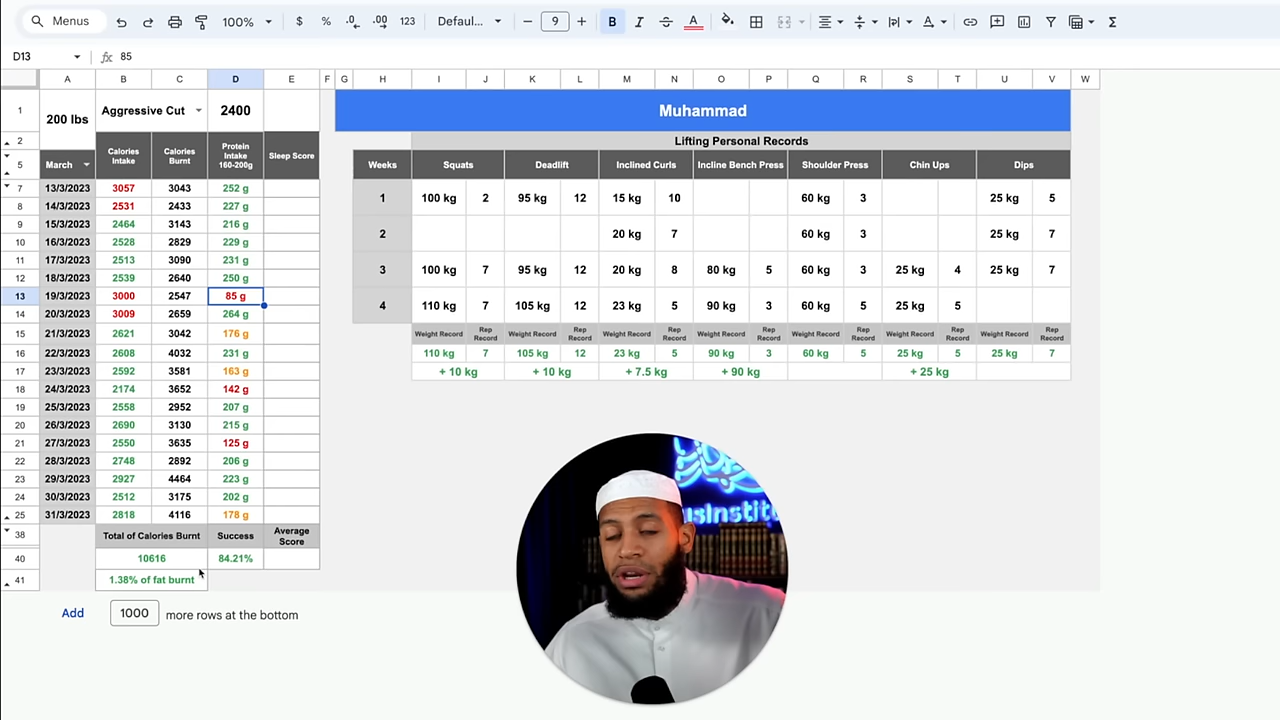 Menus 100% $ % .0 .00 123 Defaul... − 9 + B I A Σ
D13 fx 85
A B C D E F G H I J K L M N O P Q R S T U V W
1 200 lbs Aggressive Cut 2400 Muhammad
2 Lifting Personal Records
5 March Calories Intake Calories Burnt Protein Intake 160-200g Sleep Score Weeks Squats Deadlift Inclined Curls Incline Bench Press Shoulder Press Chin Ups Dips
7 13/3/2023 3057 3043 252 g 1 100 kg 2 95 kg 12 15 kg 10 60 kg 3 25 kg 5
8 14/3/2023 2531 2433 227 g
9 15/3/2023 2464 3143 216 g 2 20 kg 7 60 kg 3 25 kg 7
10 16/3/2023 2528 2829 229 g
11 17/3/2023 2513 3090 231 g 3 100 kg 7 95 kg 12 20 kg 8 80 kg 5 60 kg 3 25 kg 4 25 kg 7
12 18/3/2023 2539 2640 250 g
13 19/3/2023 3000 2547 85 g 4 110 kg 7 105 kg 12 23 kg 5 90 kg 3 60 kg 5 25 kg 5
14 20/3/2023 3009 2659 264 g
15 21/3/2023 2621 3042 176 g Weight Record Rep Record Weight Record Rep Record Weight Record Rep Record Weight Record Rep Record Weight Record Rep Record Weight Record Rep Record Weight Record Rep Record
16 22/3/2023 2608 4032 231 g 110 kg 7 105 kg 12 23 kg 5 90 kg 3 60 kg 5 25 kg 5 25 kg 7
17 23/3/2023 2592 3581 163 g + 10 kg + 10 kg + 7.5 kg + 90 kg + 25 kg
18 24/3/2023 2174 3652 142 g
19 25/3/2023 2558 2952 207 g
20 26/3/2023 2690 3130 215 g
21 27/3/2023 2550 3635 125 g
22 28/3/2023 2748 2892 206 g
23 29/3/2023 2927 4464 223 g
24 30/3/2023 2512 3175 202 g
25 31/3/2023 2818 4116 178 g
38 Total of Calories Burnt Success Average Score
40 10616 84.21%
41 1.38% of fat burnt
Add 1000 more rows at the bottom